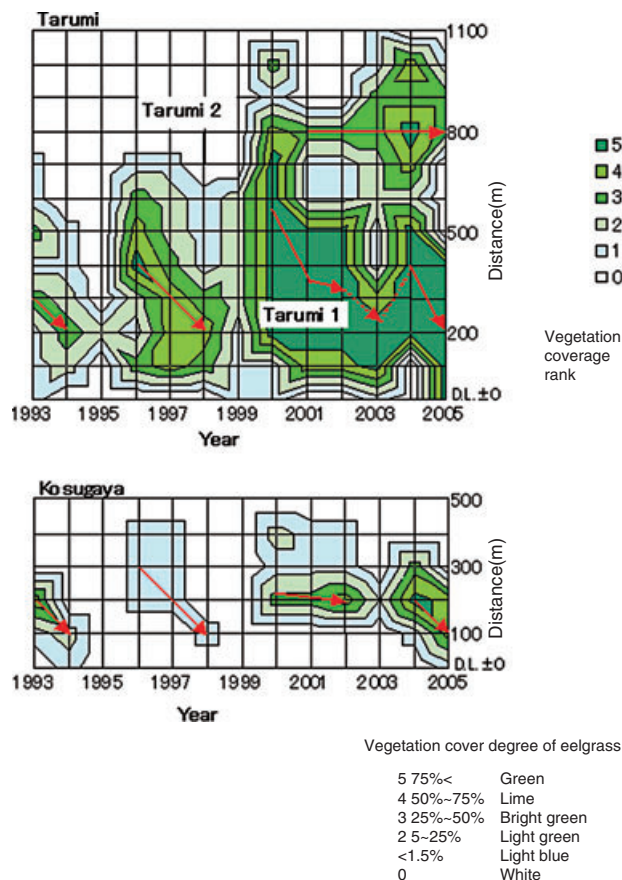 Tarumi
1100
Tarumi 2
800
500
Tarumi 1
200
D.L. ±0
Distance(m)
1993 1995 1997 1999 2001 2003 2005
Year
5
4
3
2
1
0
Vegetation
coverage
rank
Kosugaya
500
300
100
D.L ±0
Distance(m)
1993 1995 1997 1999 2001 2003 2005
Year
Vegetation cover degree of eelgrass
5 75%< Green
4 50%~75% Lime
3 25%~50% Bright green
2 5~25% Light green
<1.5% Light blue
0 White